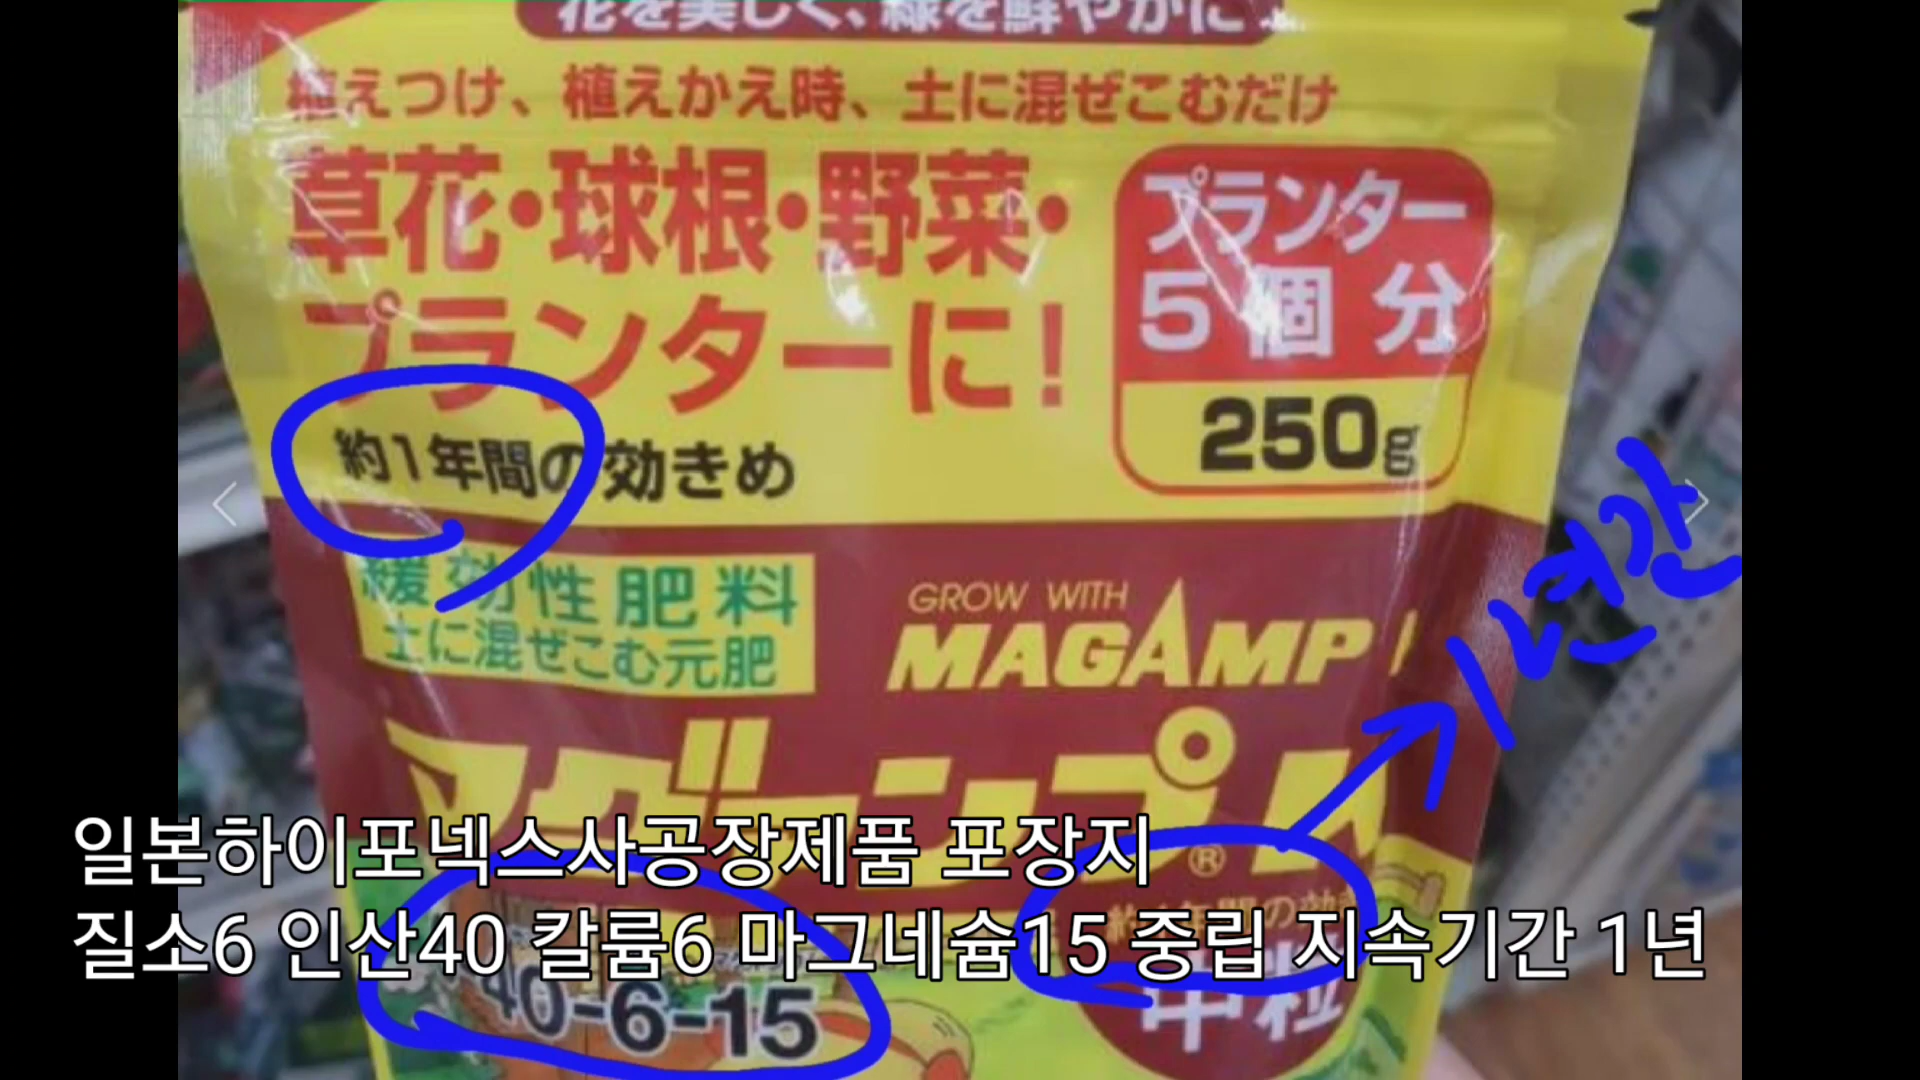 花を美しく、緑を鮮やかに
植えつけ、植えかえ時、土に混ぜこむだけ
草花・球根・野菜・
プランターに!
プランター
5個分
250g
約1年間の効きめ
緩効性肥料
土に混ぜこむ元肥
GROW WITH
MAGAMP
マグァンプ K
®
1년간
일본하이포넥스사공장제품 포장지
질소6 인산40 칼륨6 마그네슘15 중립 지속기간 1년
40-6-15
中粒